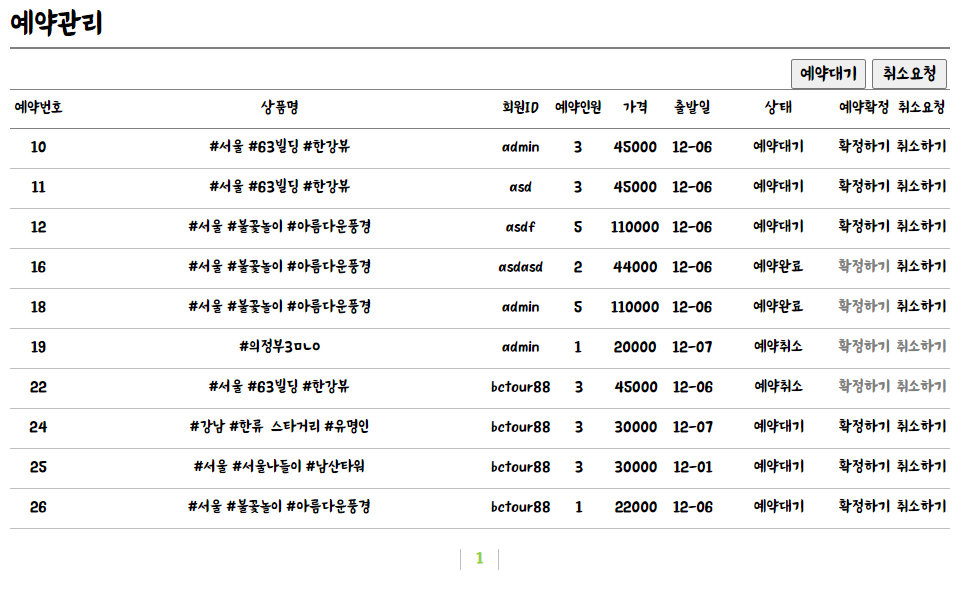 예약관리
예약대기 취소요청
예약번호 상품명 회원ID 예약인원 가격 출발일 상태 예약확정 취소요청
10 #서울 #63빌딩 #한강뷰 admin 3 45000 12-06 예약대기 확정하기 취소하기
11 #서울 #63빌딩 #한강뷰 asd 3 45000 12-06 예약대기 확정하기 취소하기
12 #서울 #불꽃놀이 #아름다운풍경 asdf 5 110000 12-06 예약대기 확정하기 취소하기
16 #서울 #불꽃놀이 #아름다운풍경 asdasd 2 44000 12-06 예약완료 확정하기 취소하기
18 #서울 #불꽃놀이 #아름다운풍경 admin 5 110000 12-06 예약완료 확정하기 취소하기
19 #의정부3ㅁㄴㅇ admin 1 20000 12-07 예약취소 확정하기 취소하기
22 #서울 #63빌딩 #한강뷰 bctour88 3 45000 12-06 예약취소 확정하기 취소하기
24 #강남 #한류 스타거리 #유명인 bctour88 3 30000 12-07 예약대기 확정하기 취소하기
25 #서울 #서울나들이 #남산타워 bctour88 3 30000 12-01 예약대기 확정하기 취소하기
26 #서울 #불꽃놀이 #아름다운풍경 bctour88 1 22000 12-06 예약대기 확정하기 취소하기
1